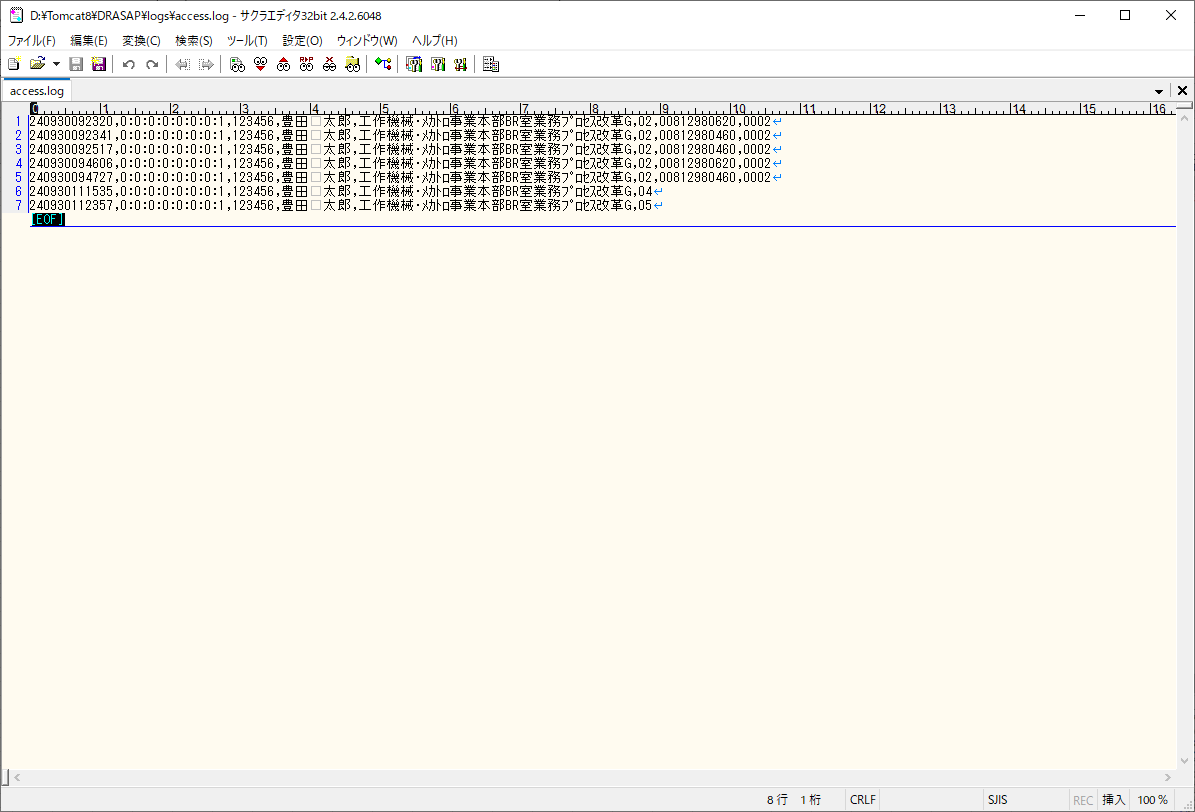 D:¥Tomcat8¥DRASAP¥logs¥access.log - サクラエディタ32bit 2.4.2.6048
ファイル(F) 編集(E) 変換(C) 検索(S) ツール(T) 設定(O) ウィンドウ(W) ヘルプ(H)
access.log
0 1 2 3 4 5 6 7 8 9 10 11 12 13 14 15 16
1 240930092320,0:0:0:0:0:0:0:1,123456,豊田□太郎,工作機械・ﾒｶﾄﾛ事業本部BR室業務ﾌﾟﾛｾｽ改革G,02,00812980620,0002↵
2 240930092341,0:0:0:0:0:0:0:1,123456,豊田□太郎,工作機械・ﾒｶﾄﾛ事業本部BR室業務ﾌﾟﾛｾｽ改革G,02,00812980460,0002↵
3 240930092517,0:0:0:0:0:0:0:1,123456,豊田□太郎,工作機械・ﾒｶﾄﾛ事業本部BR室業務ﾌﾟﾛｾｽ改革G,02,00812980460,0002↵
4 240930094606,0:0:0:0:0:0:0:1,123456,豊田□太郎,工作機械・ﾒｶﾄﾛ事業本部BR室業務ﾌﾟﾛｾｽ改革G,02,00812980620,0002↵
5 240930094727,0:0:0:0:0:0:0:1,123456,豊田□太郎,工作機械・ﾒｶﾄﾛ事業本部BR室業務ﾌﾟﾛｾｽ改革G,02,00812980460,0002↵
6 240930111535,0:0:0:0:0:0:0:1,123456,豊田□太郎,工作機械・ﾒｶﾄﾛ事業本部BR室業務ﾌﾟﾛｾｽ改革G,04↵
7 240930112357,0:0:0:0:0:0:0:1,123456,豊田□太郎,工作機械・ﾒｶﾄﾛ事業本部BR室業務ﾌﾟﾛｾｽ改革G,05↵
[EOF]
8 行 1 桁 CRLF SJIS REC 挿入 100 %